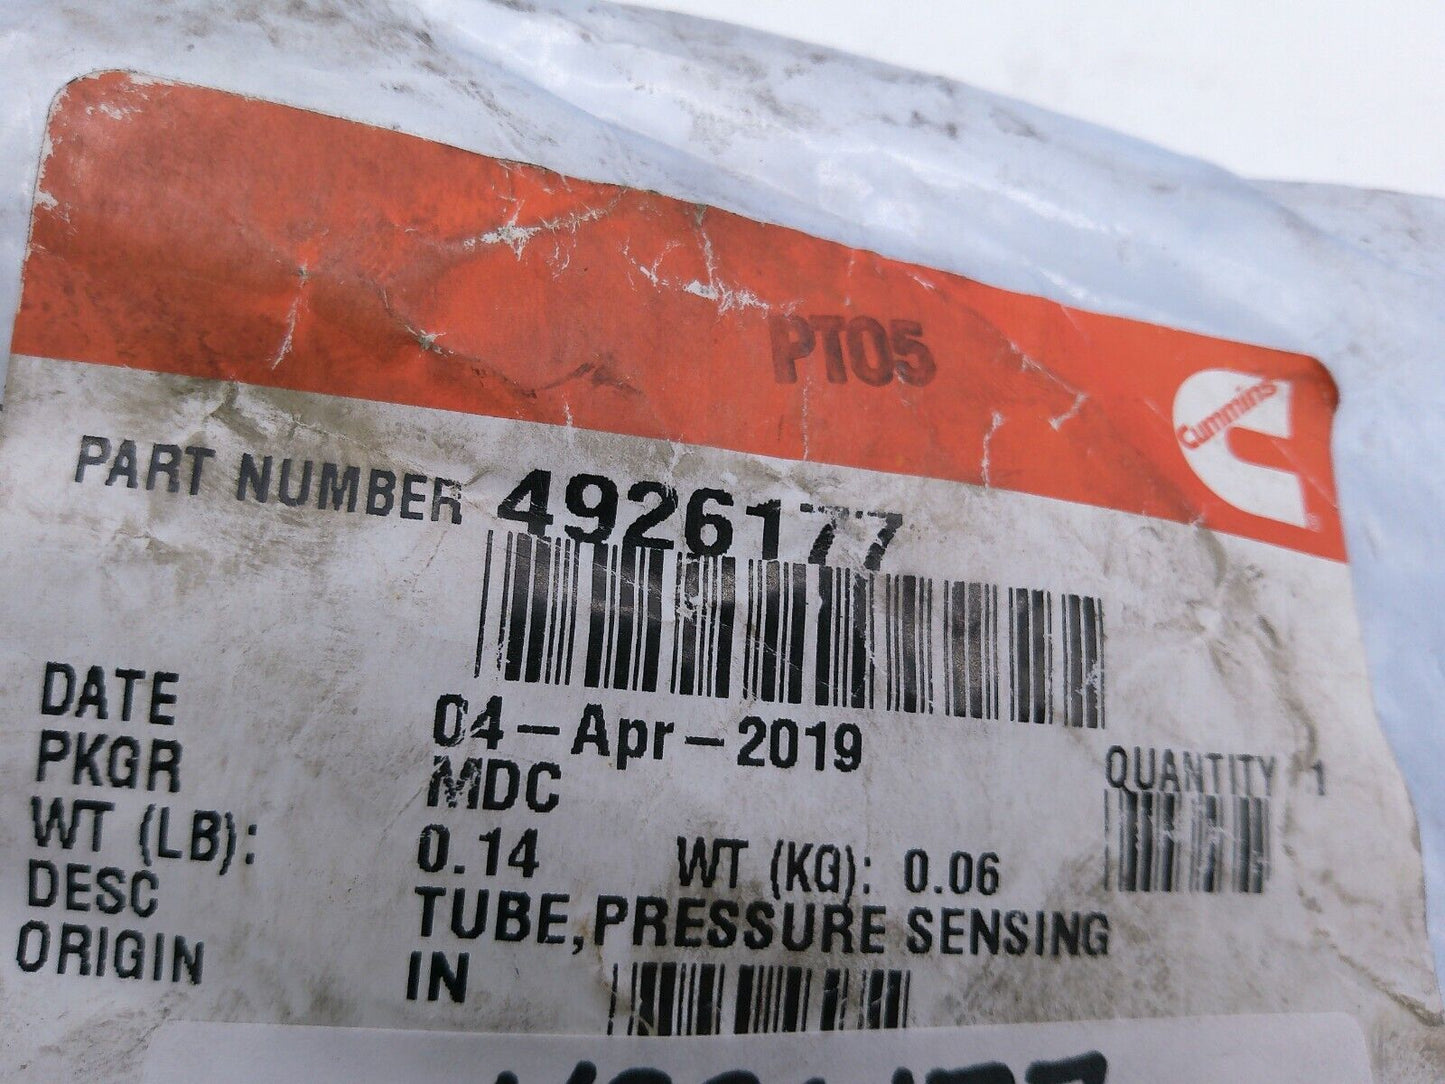 PT05
Cummins
PART NUMBER 4926177
DATE 04-Apr-2019
PKGR MDC
QUANTITY 1
WT (LB): 0.14 WT (KG): 0.06
DESC TUBE,PRESSURE SENSING
ORIGIN IN